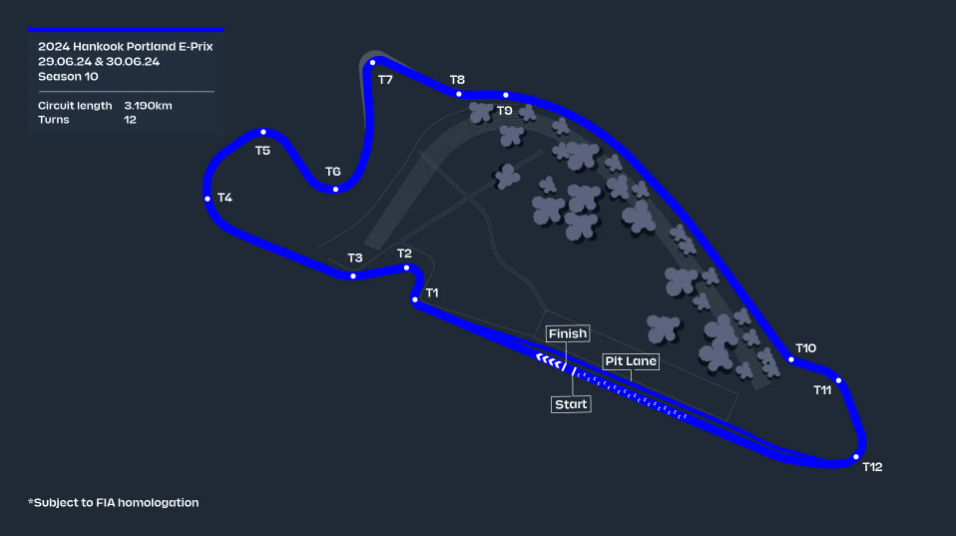 2024 Hankook Portland E-Prix
29.06.24 & 30.06.24
Season 10
Circuit length 3.190km
Turns 12
T7
T8
T9
T5
T6
T4
T3
T2
T1
Finish
Pit Lane
Start
T10
T11
T12
*Subject to FIA homologation